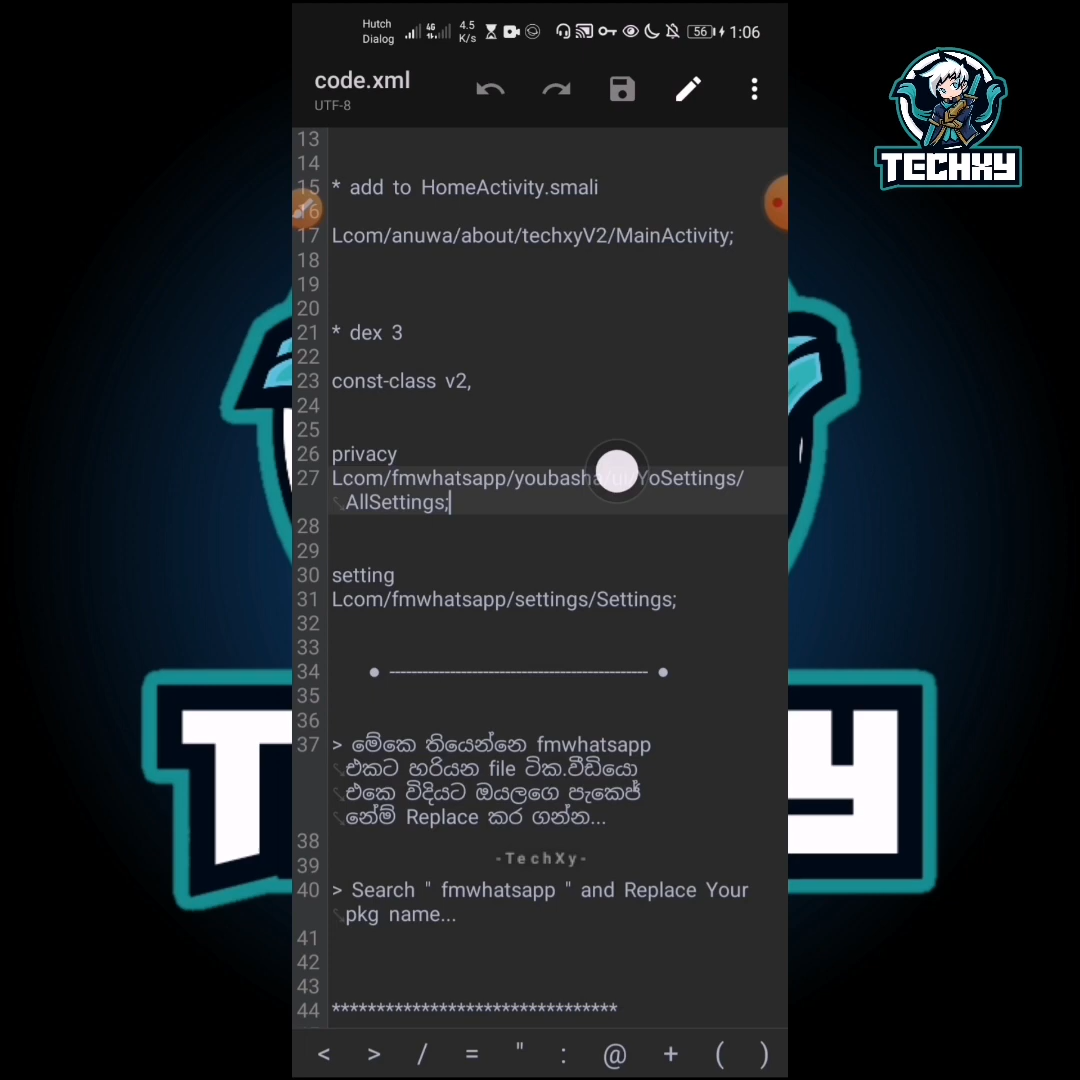 Hutch
Dialog
4G
4.5
K/s
56
1:06
code.xml
UTF-8
TECHXY
13
14
15 * add to HomeActivity.smali
16
17 Lcom/anuwa/about/techxyV2/MainActivity;
18
19
20
21 * dex 3
22
23 const-class v2,
24
25
26 privacy
27 Lcom/fmwhatsapp/youbasha/ui/YoSettings/
AllSettings;
28
29
30 setting
31 Lcom/fmwhatsapp/settings/Settings;
32
33
34 ● ------------------------------------------- ●
35
36
37 > මේකෙ තියෙන්නෙ fmwhatsapp
එකට හරියන file ටික.වීඩියො
එකෙ විදියට ඔයලගෙ පැකෙජ්
නේම් Replace කර ගන්න...
38
39 -TechXy-
40 > Search " fmwhatsapp " and Replace Your
pkg name...
41
42
43
44 ********************************
< > / = " : @ + ( )